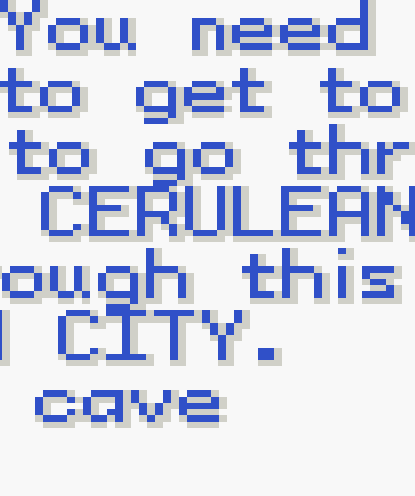 You need
to get to
to go thr
CERULEAN
ough this
CITY.
cave